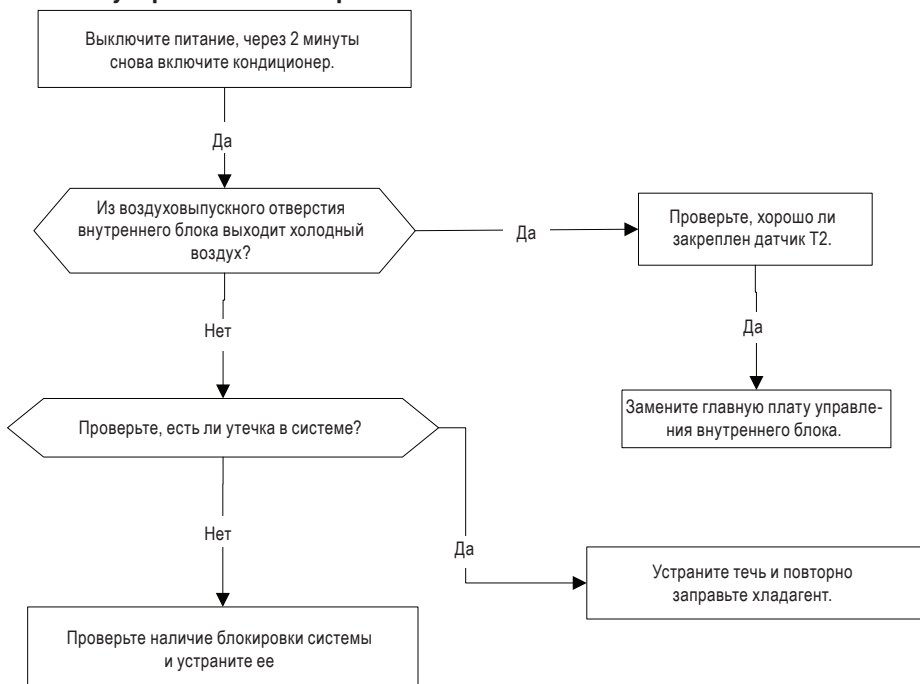 Выключите питание, через 2 минуты
снова включите кондиционер.
Да
Из воздуховыпускного отверстия
внутреннего блока выходит холодный
воздух?
Да
Проверьте, хорошо ли
закреплен датчик T2.
Да
Замените главную плату управле-
ния внутреннего блока.
Нет
Проверьте, есть ли утечка в системе?
Да
Устраните течь и повторно
заправьте хладагент.
Нет
Проверьте наличие блокировки системы
и устраните ее